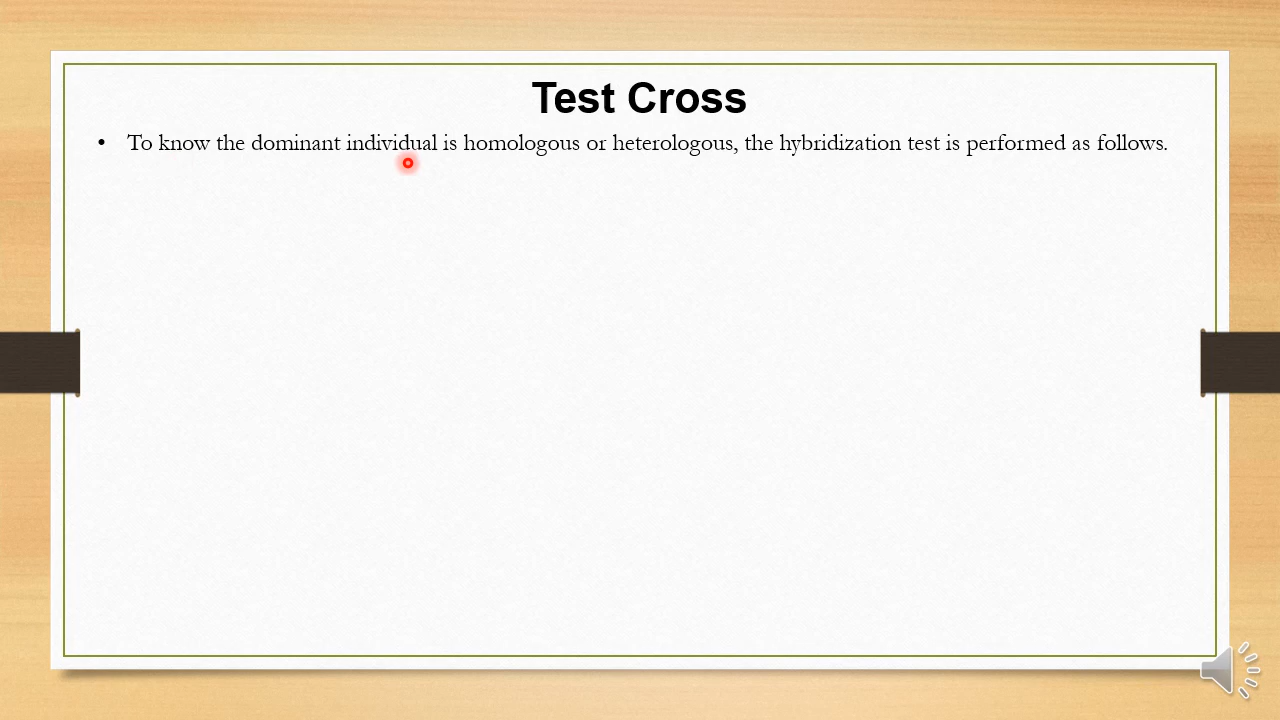 Test Cross
• To know the dominant individual is homologous or heterologous, the hybridization test is performed as follows.